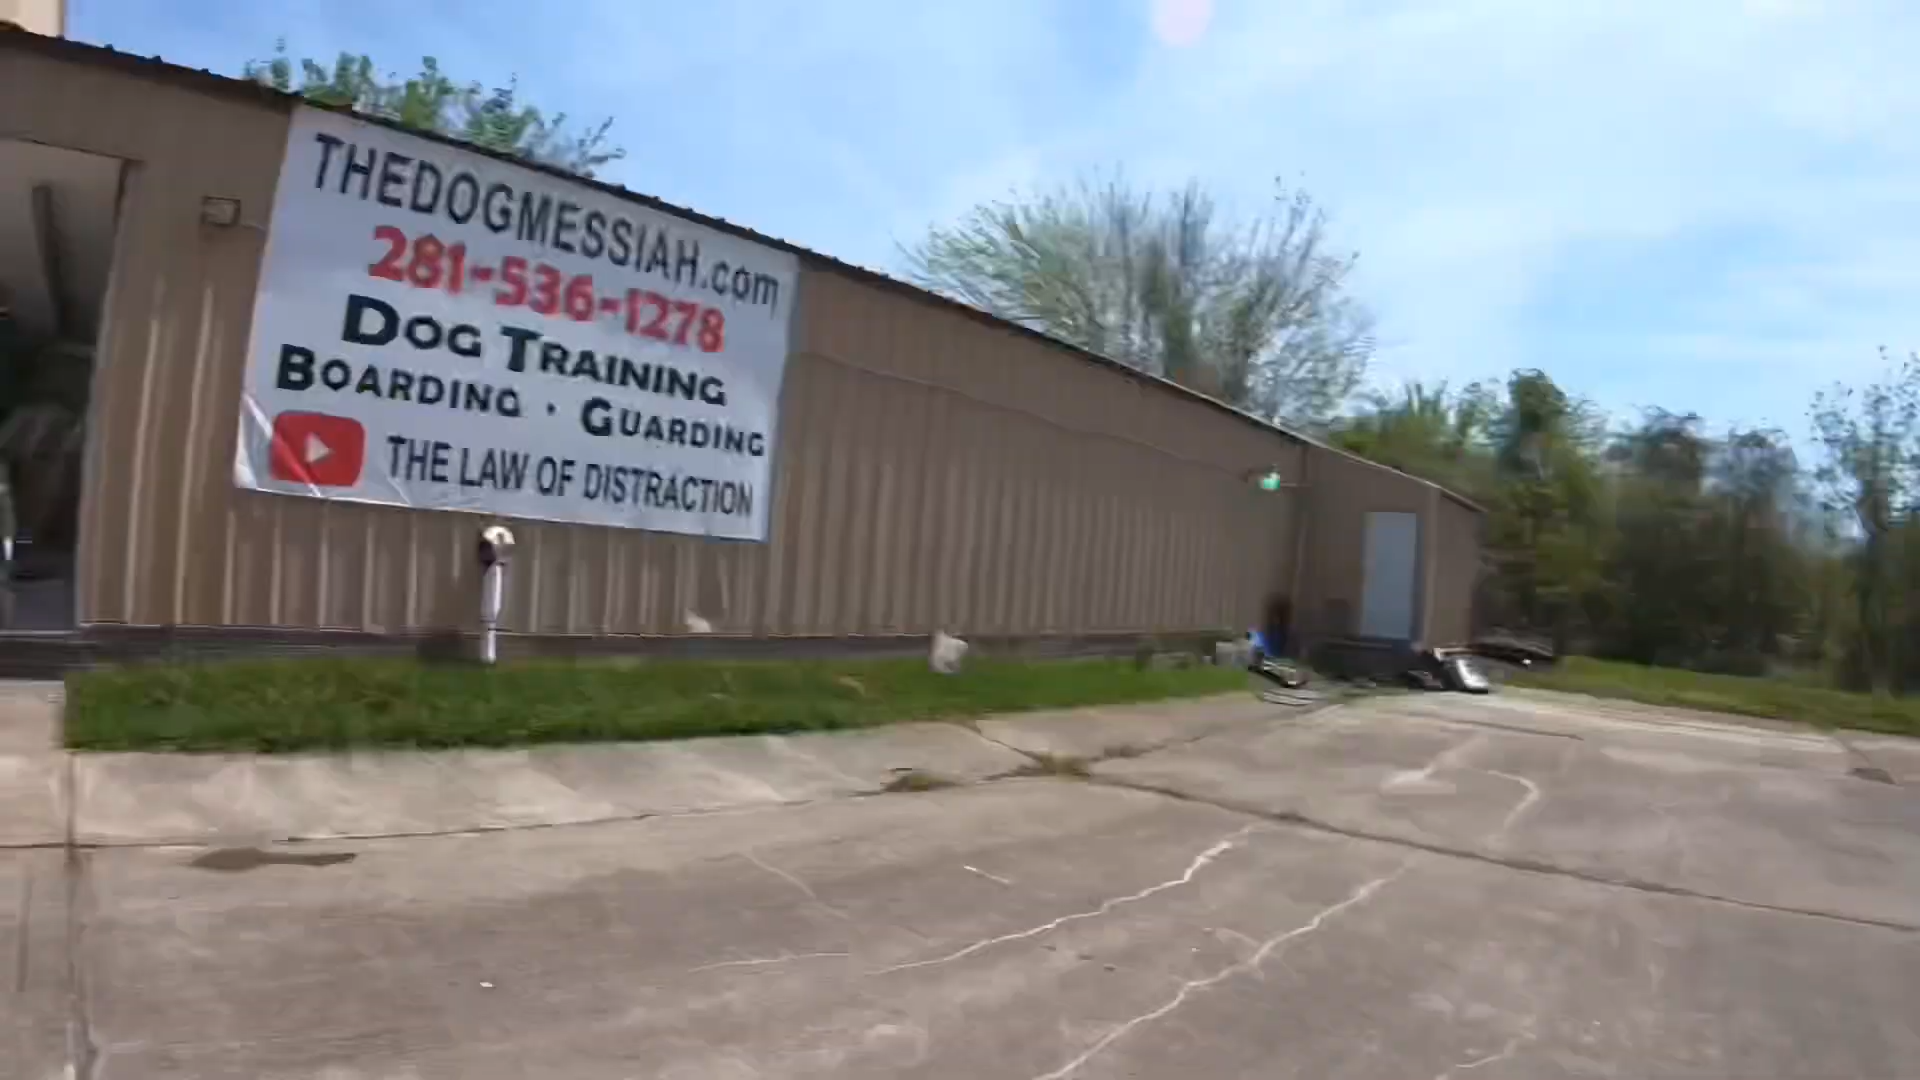 THEDOGMESSIAH.com
281-536-1278
DOG TRAINING
BOARDING · GUARDING
THE LAW OF DISTRACTION